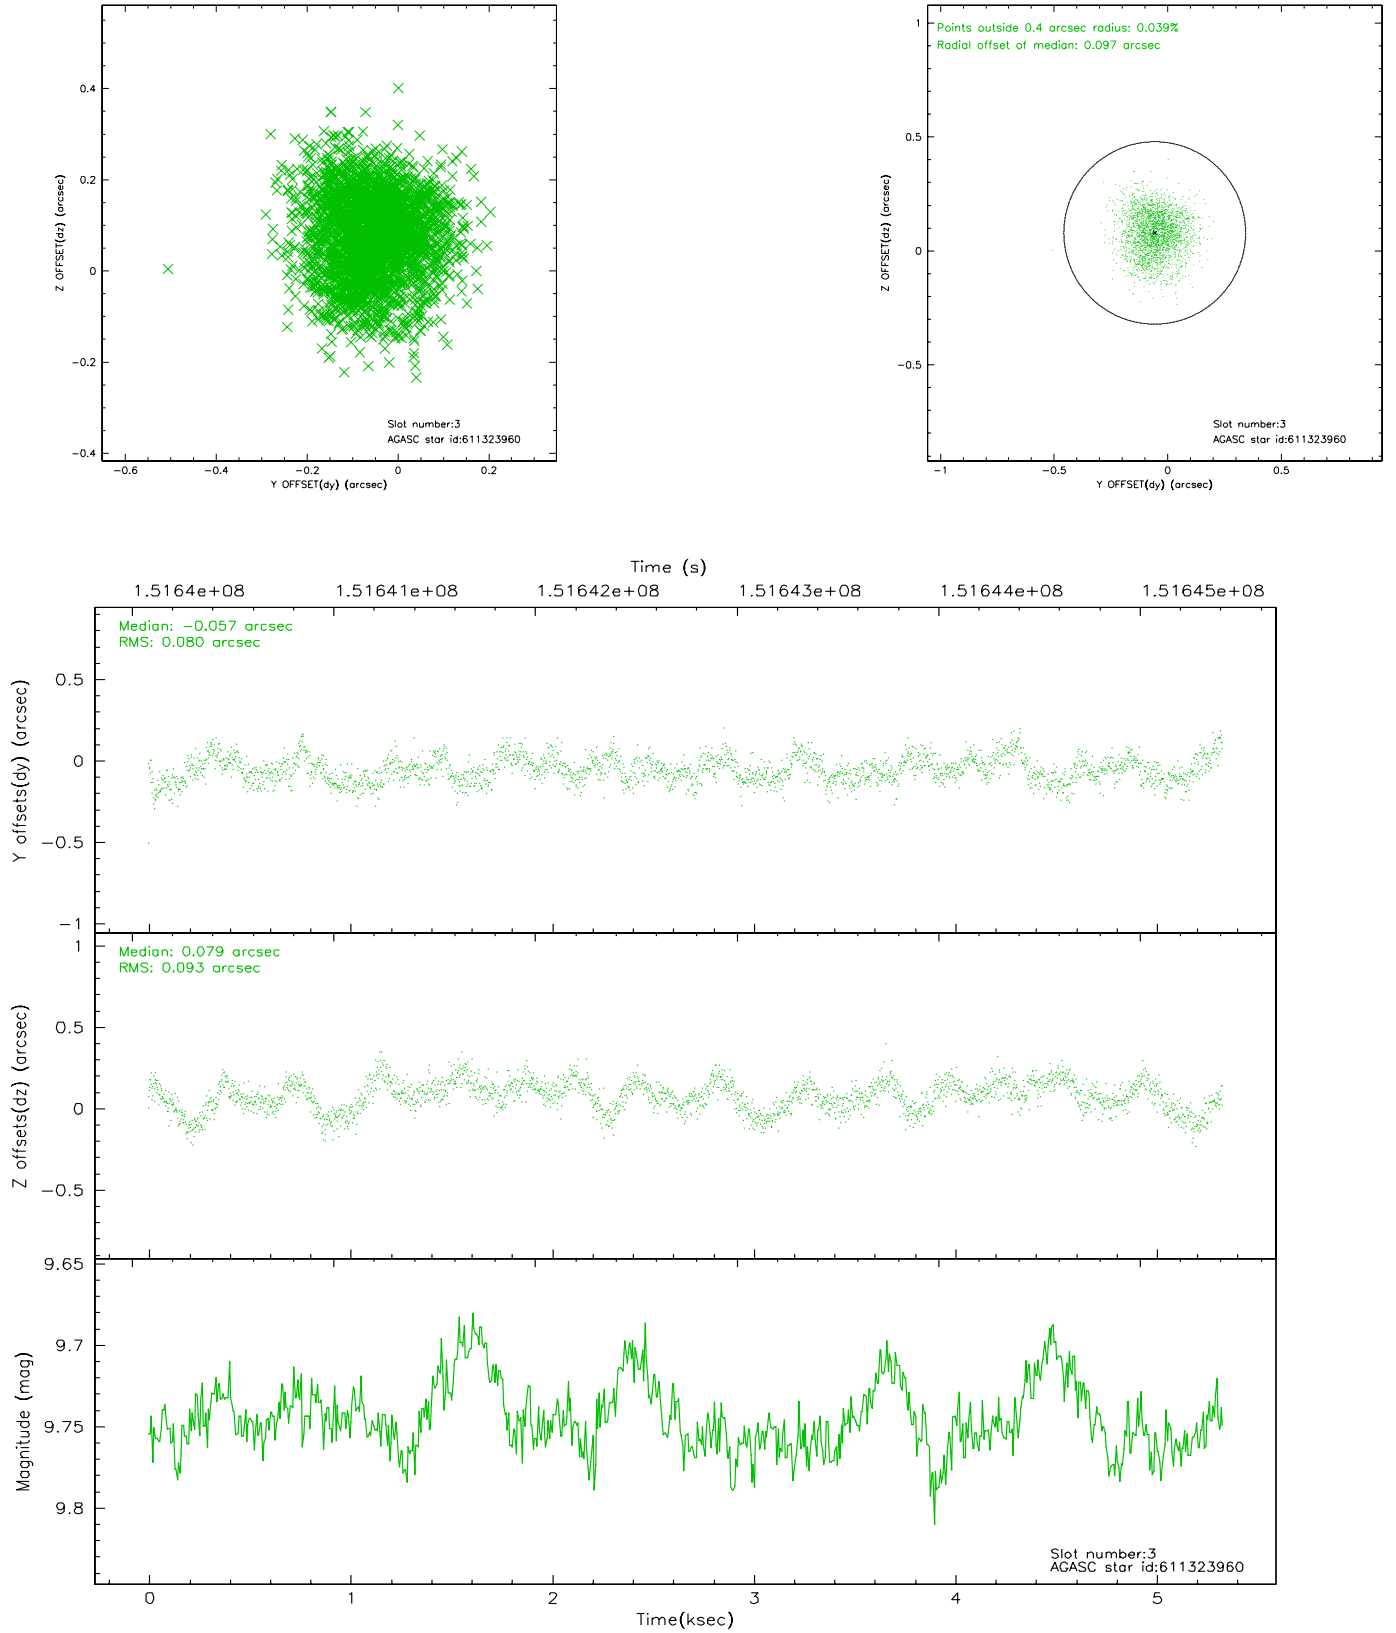 0.4
0.2
0
−0.2
−0.4
Z OFFSET(dz) (arcsec)
Slot number:3
AGASC star id:611323960
−0.6 −0.4 −0.2 0 0.2
Y OFFSET(dy) (arcsec)
Points outside 0.4 arcsec radius: 0.039%
Radial offset of median: 0.097 arcsec
1
0.5
0
−0.5
Z OFFSET(dz) (arcsec)
Slot number:3
AGASC star id:611323960
−1 −0.5 0 0.5
Y OFFSET(dy) (arcsec)
Time (s)
1.5164e+08 1.51641e+08 1.51642e+08 1.51643e+08 1.51644e+08 1.51645e+08
Median: −0.057 arcsec
RMS: 0.080 arcsec
0.5
0
−0.5
−1
Y offsets(dy) (arcsec)
Median: 0.079 arcsec
RMS: 0.093 arcsec
1
0.5
0
−0.5
Z offsets(dz) (arcsec)
9.65
9.7
9.75
9.8
Magnitude (mag)
Slot number:3
AGASC star id:611323960
0 1 2 3 4 5
Time(ksec)